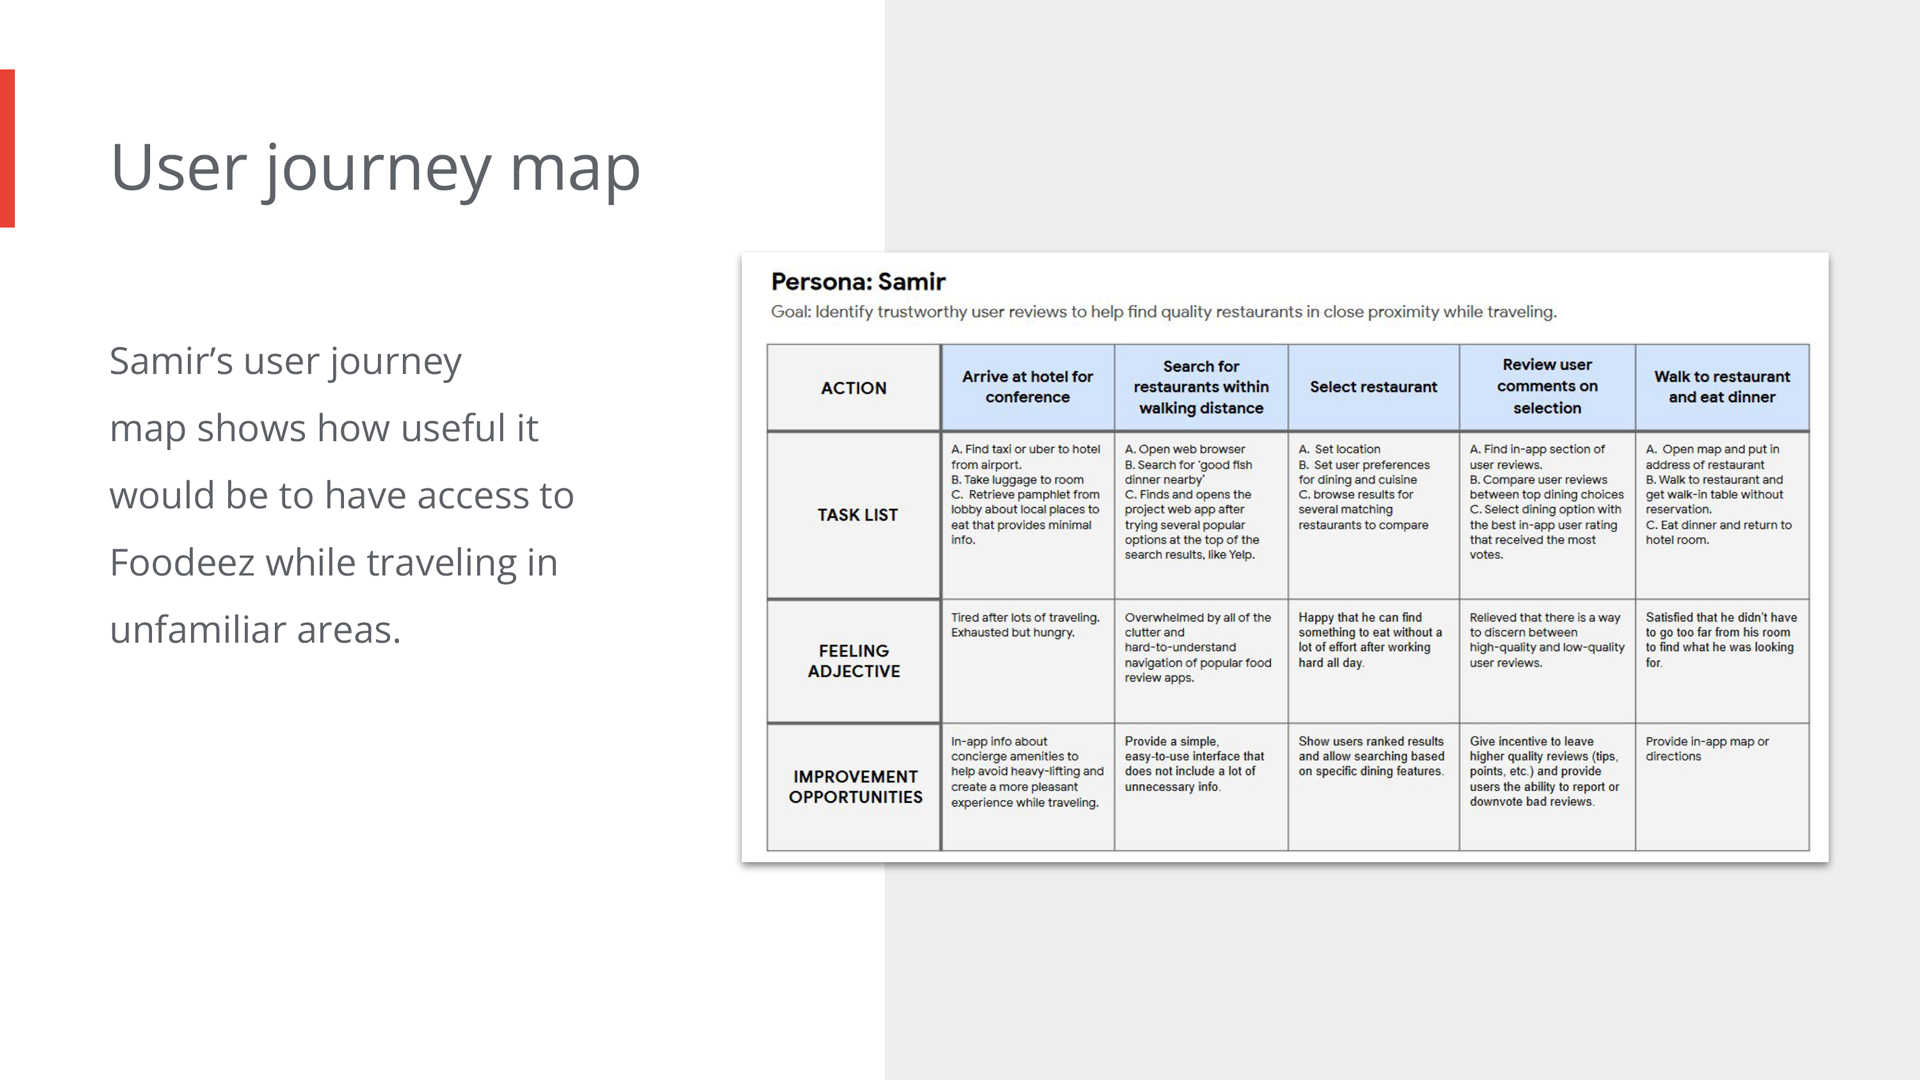 User journey map
Samir’s user journey
map shows how useful it
would be to have access to
Foodeez while traveling in
unfamiliar areas.
Persona: Samir
Goal: Identify trustworthy user reviews to help find quality restaurants in close proximity while traveling.
ACTION
Arrive at hotel for
conference
Search for
restaurants within
walking distance
Select restaurant
Review user
comments on
selection
Walk to restaurant
and eat dinner
TASK LIST
A. Find taxi or uber to hotel
from airport.
B. Take luggage to room
C. Retrieve pamphlet from
lobby about local places to
eat that provides minimal
info.
A. Open web browser
B. Search for ‘good fish
dinner nearby’
C. Finds and opens the
project web app after
trying several popular
options at the top of the
search results, like Yelp.
A. Set location
B. Set user preferences
for dining and cuisine
C. browse results for
several matching
restaurants to compare
A. Find in-app section of
user reviews.
B. Compare user reviews
between top dining choices
C. Select dining option with
the best in-app user rating
that received the most
votes.
A. Open map and put in
address of restaurant
B. Walk to restaurant and
get walk-in table without
reservation.
C. Eat dinner and return to
hotel room.
FEELING
ADJECTIVE
Tired after lots of traveling.
Exhausted but hungry.
Overwhelmed by all of the
clutter and
hard-to-understand
navigation of popular food
review apps.
Happy that he can find
something to eat without a
lot of effort after working
hard all day.
Relieved that there is a way
to discern between
high-quality and low-quality
user reviews.
Satisfied that he didn’t have
to go too far from his room
to find what he was looking
for.
IMPROVEMENT
OPPORTUNITIES
In-app info about
concierge amenities to
help avoid heavy-lifting and
create a more pleasant
experience while traveling.
Provide a simple,
easy-to-use interface that
does not include a lot of
unnecessary info.
Show users ranked results
and allow searching based
on specific dining features.
Give incentive to leave
higher quality reviews (tips,
points, etc.) and provide
users the ability to report or
downvote bad reviews.
Provide in-app map or
directions